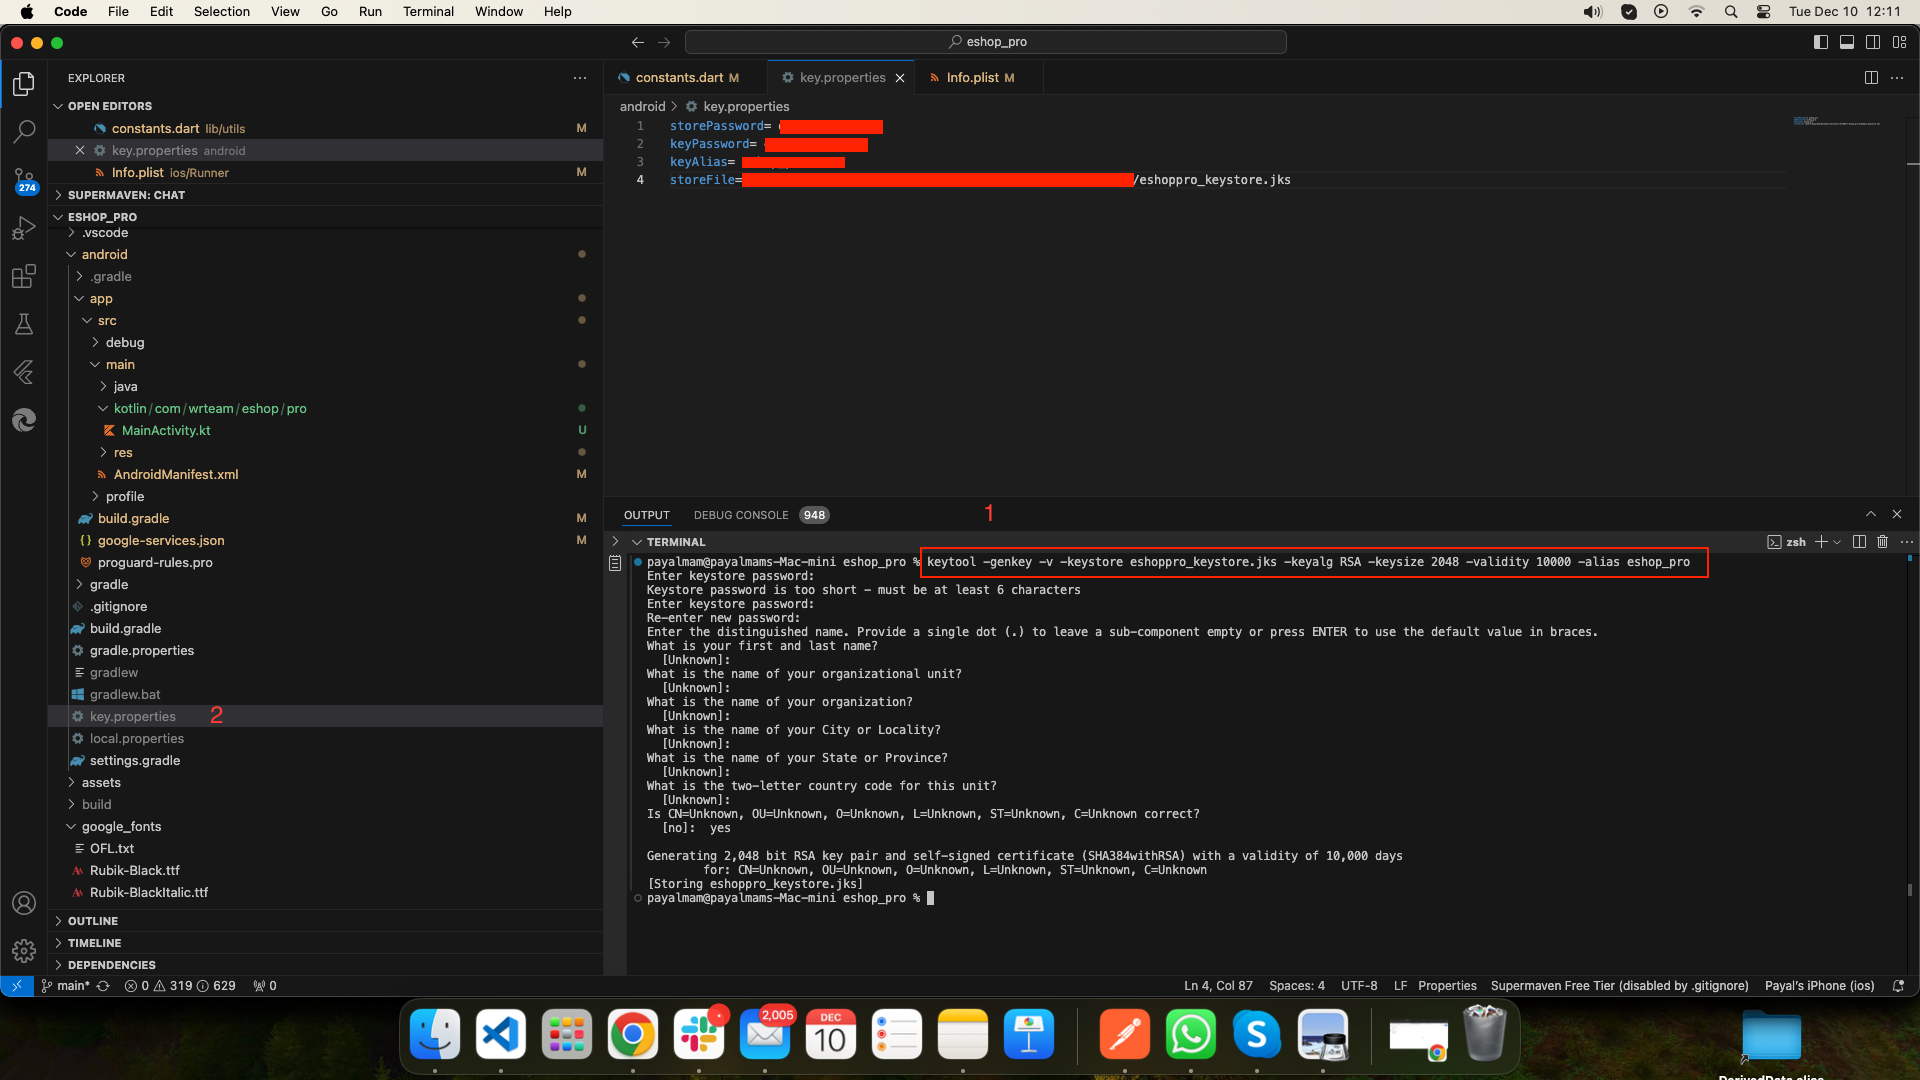 Code File Edit Selection View Go Run Terminal Window Help
Tue Dec 10 12:11
eshop_pro
EXPLORER
OPEN EDITORS
constants.dart lib/utils M
key.properties android
Info.plist ios/Runner M
274
SUPERMAVEN: CHAT
ESHOP_PRO
.vscode
android
.gradle
app
src
debug
main
java
kotlin/com/wrteam/eshop/pro
MainActivity.kt U
res
AndroidManifest.xml M
profile
build.gradle M
google-services.json M
proguard-rules.pro
gradle
.gitignore
build.gradle
gradle.properties
gradlew
gradlew.bat
key.properties 2
local.properties
settings.gradle
assets
build
google_fonts
OFL.txt
Rubik-Black.ttf
Rubik-BlackItalic.ttf
OUTLINE
TIMELINE
DEPENDENCIES
constants.dart M key.properties Info.plist M
android > key.properties
1 storePassword=
2 keyPassword=
3 keyAlias=
4 storeFile= /eshoppro_keystore.jks
OUTPUT DEBUG CONSOLE 948 1
TERMINAL
zsh
payalmam@payalmams-Mac-mini eshop_pro % keytool -genkey -v -keystore eshoppro_keystore.jks -keyalg RSA -keysize 2048 -validity 10000 -alias eshop_pro
Enter keystore password:
Keystore password is too short - must be at least 6 characters
Enter keystore password:
Re-enter new password:
Enter the distinguished name. Provide a single dot (.) to leave a sub-component empty or press ENTER to use the default value in braces.
What is your first and last name?
[Unknown]:
What is the name of your organizational unit?
[Unknown]:
What is the name of your organization?
[Unknown]:
What is the name of your City or Locality?
[Unknown]:
What is the name of your State or Province?
[Unknown]:
What is the two-letter country code for this unit?
[Unknown]:
Is CN=Unknown, OU=Unknown, O=Unknown, L=Unknown, ST=Unknown, C=Unknown correct?
[no]: yes
Generating 2,048 bit RSA key pair and self-signed certificate (SHA384withRSA) with a validity of 10,000 days
for: CN=Unknown, OU=Unknown, O=Unknown, L=Unknown, ST=Unknown, C=Unknown
[Storing eshoppro_keystore.jks]
payalmam@payalmams-Mac-mini eshop_pro %
main* 0 319 629 0
Ln 4, Col 87 Spaces: 4 UTF-8 LF Properties Supermaven Free Tier (disabled by .gitignore) Payal's iPhone (ios)
2,005
DEC
10